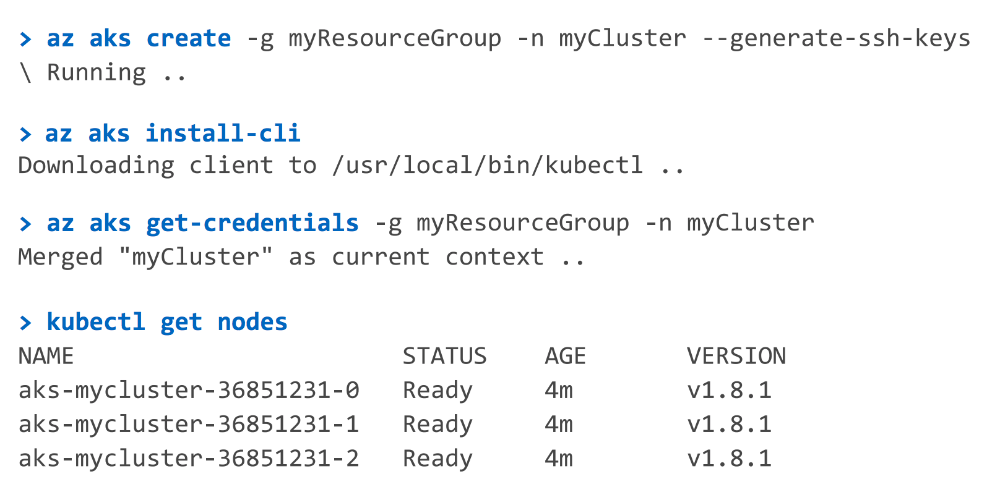 > az aks create -g myResourceGroup -n myCluster --generate-ssh-keys
\ Running ..
> az aks install-cli
Downloading client to /usr/local/bin/kubectl ..
> az aks get-credentials -g myResourceGroup -n myCluster
Merged "myCluster" as current context ..
> kubectl get nodes
NAME STATUS AGE VERSION
aks-mycluster-36851231-0 Ready 4m v1.8.1
aks-mycluster-36851231-1 Ready 4m v1.8.1
aks-mycluster-36851231-2 Ready 4m v1.8.1